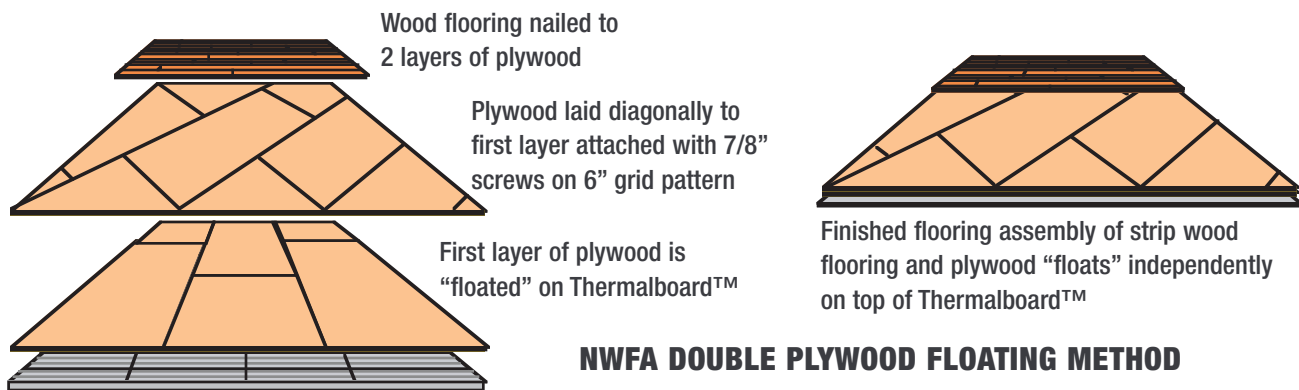 Wood flooring nailed to
2 layers of plywood
Plywood laid diagonally to
first layer attached with 7/8”
screws on 6” grid pattern
First layer of plywood is
“floated” on Thermalboard™
Finished flooring assembly of strip wood
flooring and plywood “floats” independently
on top of Thermalboard™
NWFA DOUBLE PLYWOOD FLOATING METHOD